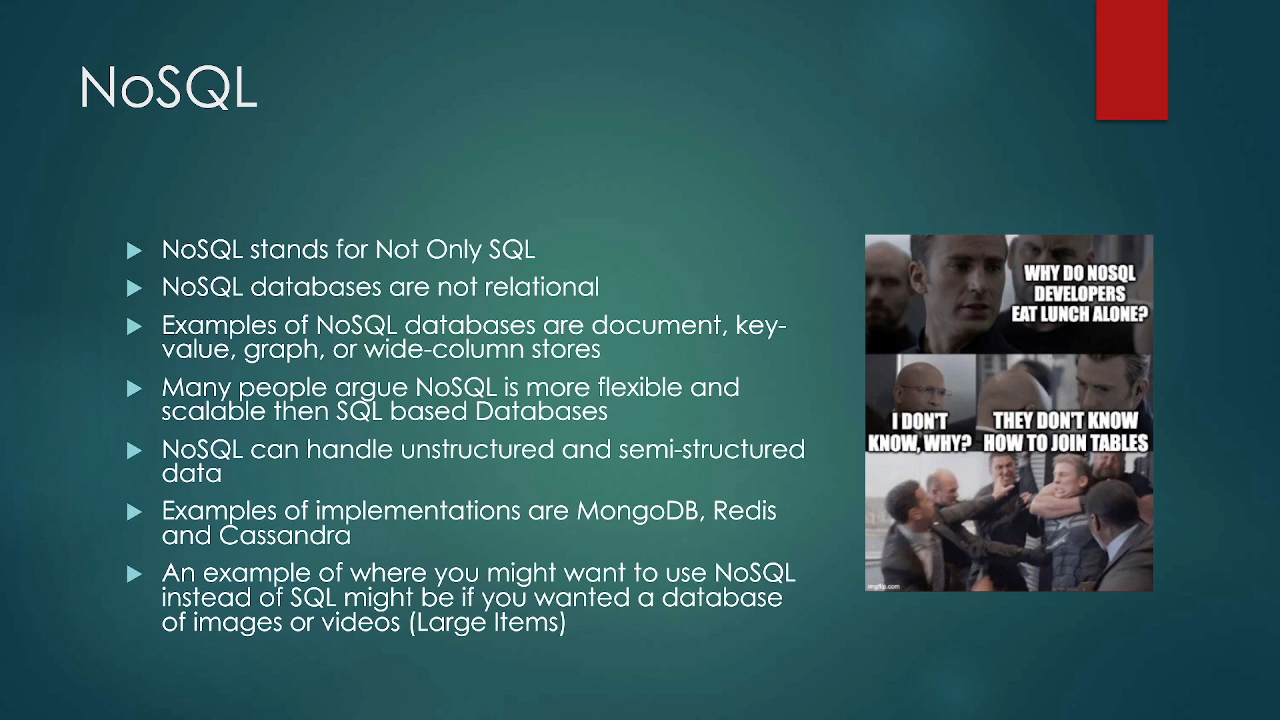 NoSQL
NoSQL stands for Not Only SQL
NoSQL databases are not relational
Examples of NoSQL databases are document, key-
value, graph, or wide-column stores
Many people argue NoSQL is more flexible and
scalable then SQL based Databases
NoSQL can handle unstructured and semi-structured
data
Examples of implementations are MongoDB, Redis
and Cassandra
An example of where you might want to use NoSQL
instead of SQL might be if you wanted a database
of images or videos (Large Items)
WHY DO NOSQL
DEVELOPERS
EAT LUNCH ALONE?
I DON'T
KNOW, WHY?
THEY DON'T KNOW
HOW TO JOIN TABLES
imgflip.com